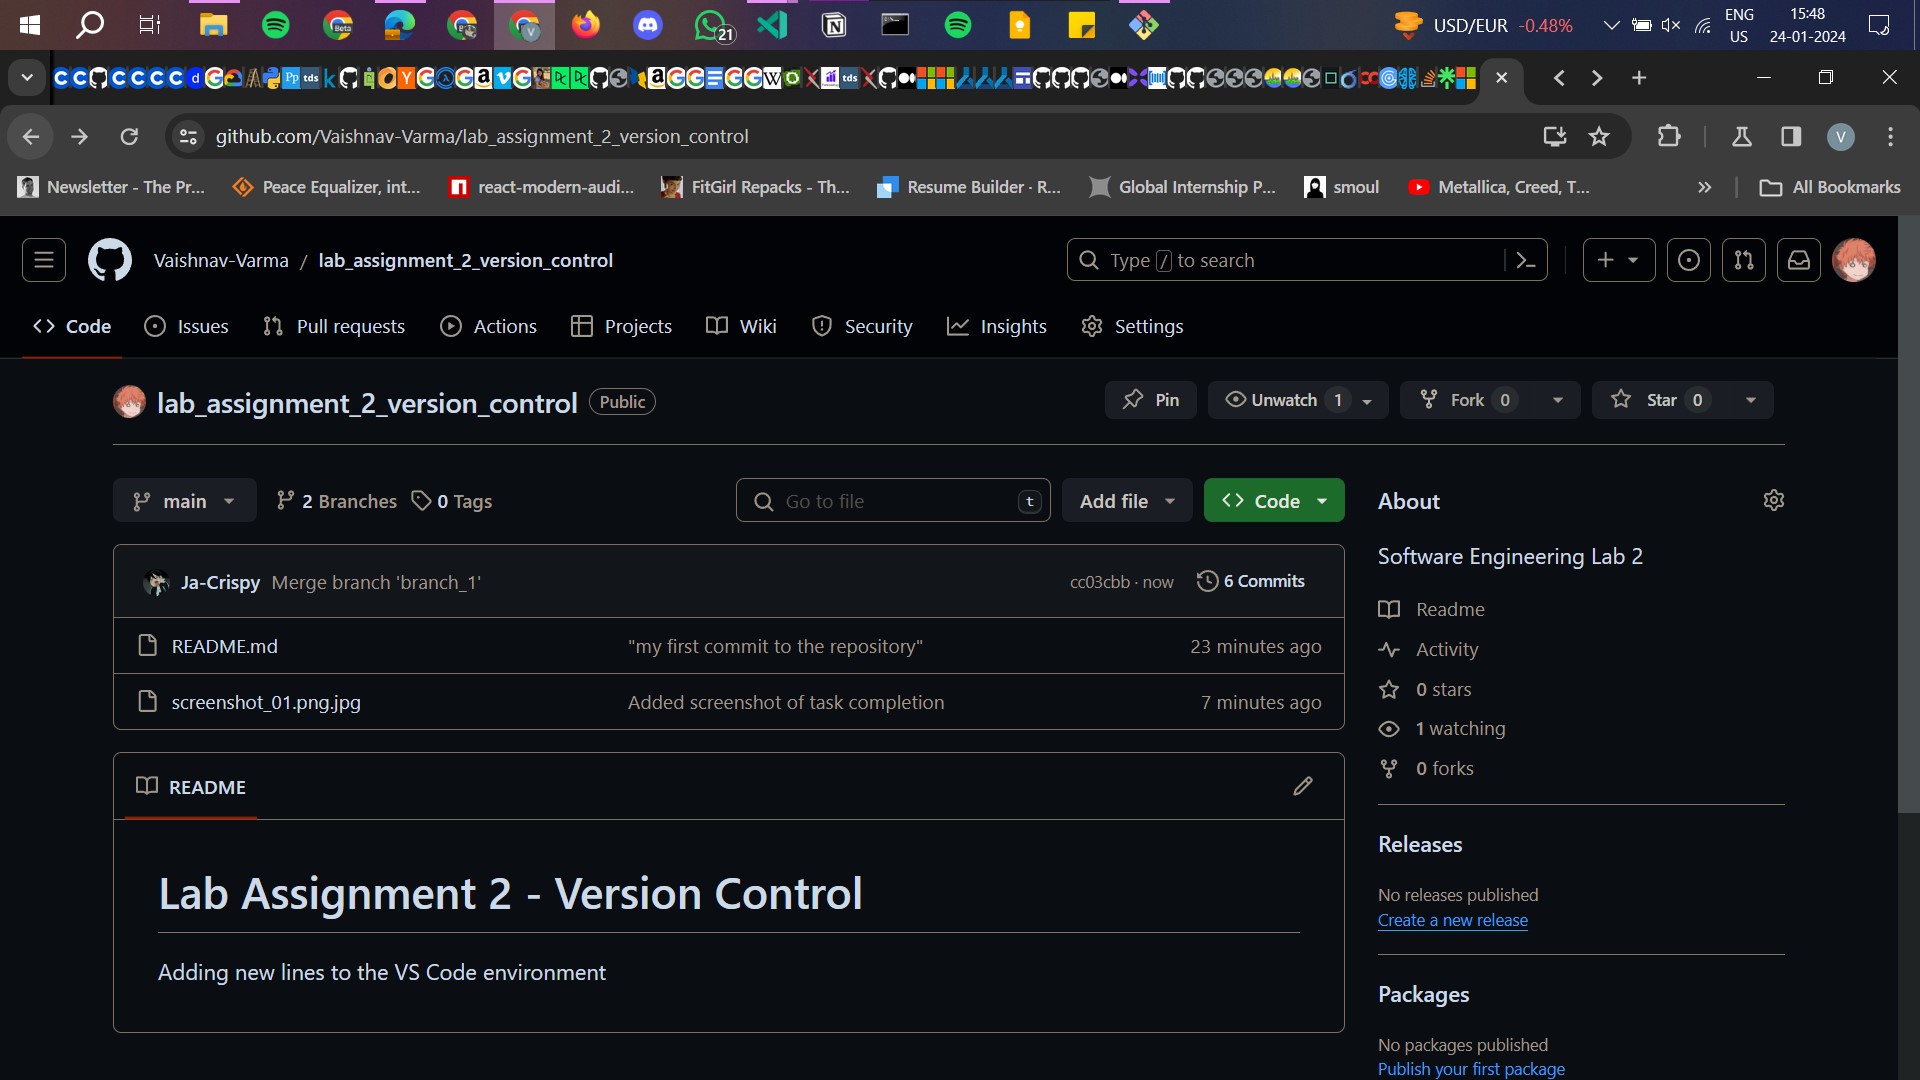 21
USD/EUR -0.48%
ENG
US
15:48
24-01-2024
github.com/Vaishnav-Varma/lab_assignment_2_version_control
V
Newsletter - The Pr...
Peace Equalizer, int...
react-modern-audi...
FitGirl Repacks - Th...
Resume Builder · R...
Global Internship P...
smoul
Metallica, Creed, T...
All Bookmarks
Vaishnav-Varma / lab_assignment_2_version_control
Type / to search
Code
Issues
Pull requests
Actions
Projects
Wiki
Security
Insights
Settings
lab_assignment_2_version_control Public
Pin
Unwatch 1
Fork 0
Star 0
main
2 Branches
0 Tags
Go to file
t
Add file
Code
Ja-Crispy Merge branch 'branch_1'
cc03cbb · now
6 Commits
README.md
"my first commit to the repository"
23 minutes ago
screenshot_01.png.jpg
Added screenshot of task completion
7 minutes ago
README
Lab Assignment 2 - Version Control
Adding new lines to the VS Code environment
About
Software Engineering Lab 2
Readme
Activity
0 stars
1 watching
0 forks
Releases
No releases published
Create a new release
Packages
No packages published
Publish your first package